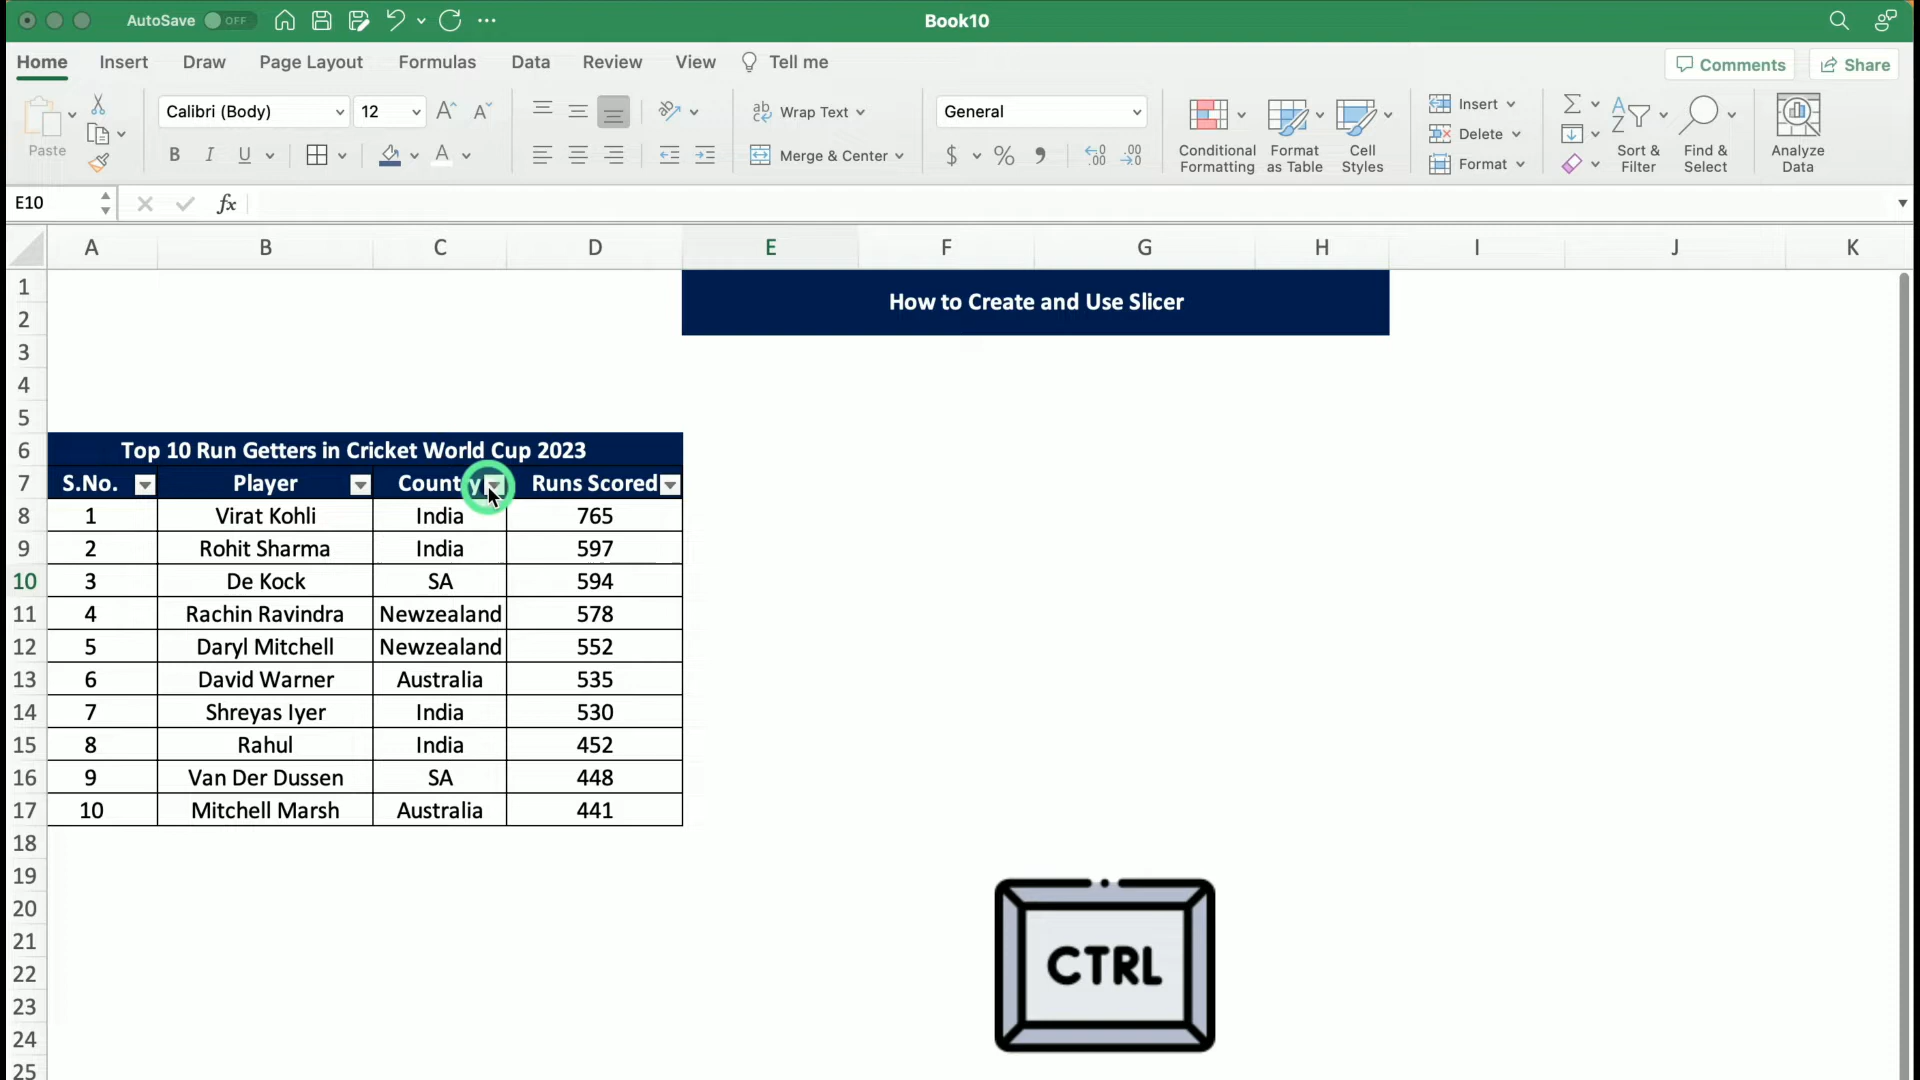 AutoSave OFF Book10
Home Insert Draw Page Layout Formulas Data Review View Tell me Comments Share
Calibri (Body) 12 Wrap Text General Insert
Delete
Paste B I U Merge & Center $ % Conditional Formatting Format as Table Cell Styles Format Sort & Filter Find & Select Analyze Data
E10 fx
A B C D E F G H I J K
1
How to Create and Use Slicer
2
3
4
5
6 Top 10 Run Getters in Cricket World Cup 2023
7 S.No. Player Country Runs Scored
8 1 Virat Kohli India 765
9 2 Rohit Sharma India 597
10 3 De Kock SA 594
11 4 Rachin Ravindra Newzealand 578
12 5 Daryl Mitchell Newzealand 552
13 6 David Warner Australia 535
14 7 Shreyas Iyer India 530
15 8 Rahul India 452
16 9 Van Der Dussen SA 448
17 10 Mitchell Marsh Australia 441
18
19
20
21
CTRL
22
23
24
25